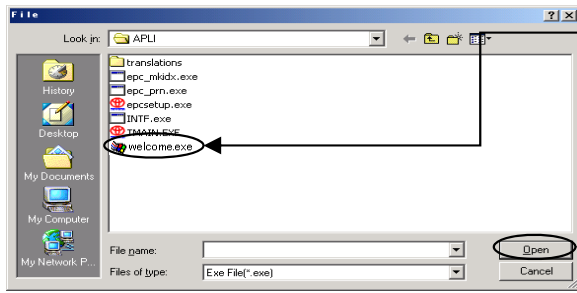 File
Look in: APLI
translations
epc_mkidx.exe
epc_prn.exe
epcsetup.exe
INTF.exe
TMAIN.EXE
welcome.exe
History
Desktop
My Documents
My Computer
My Network P...
File name:
Open
Files of type: Exe File(*.exe)
Cancel